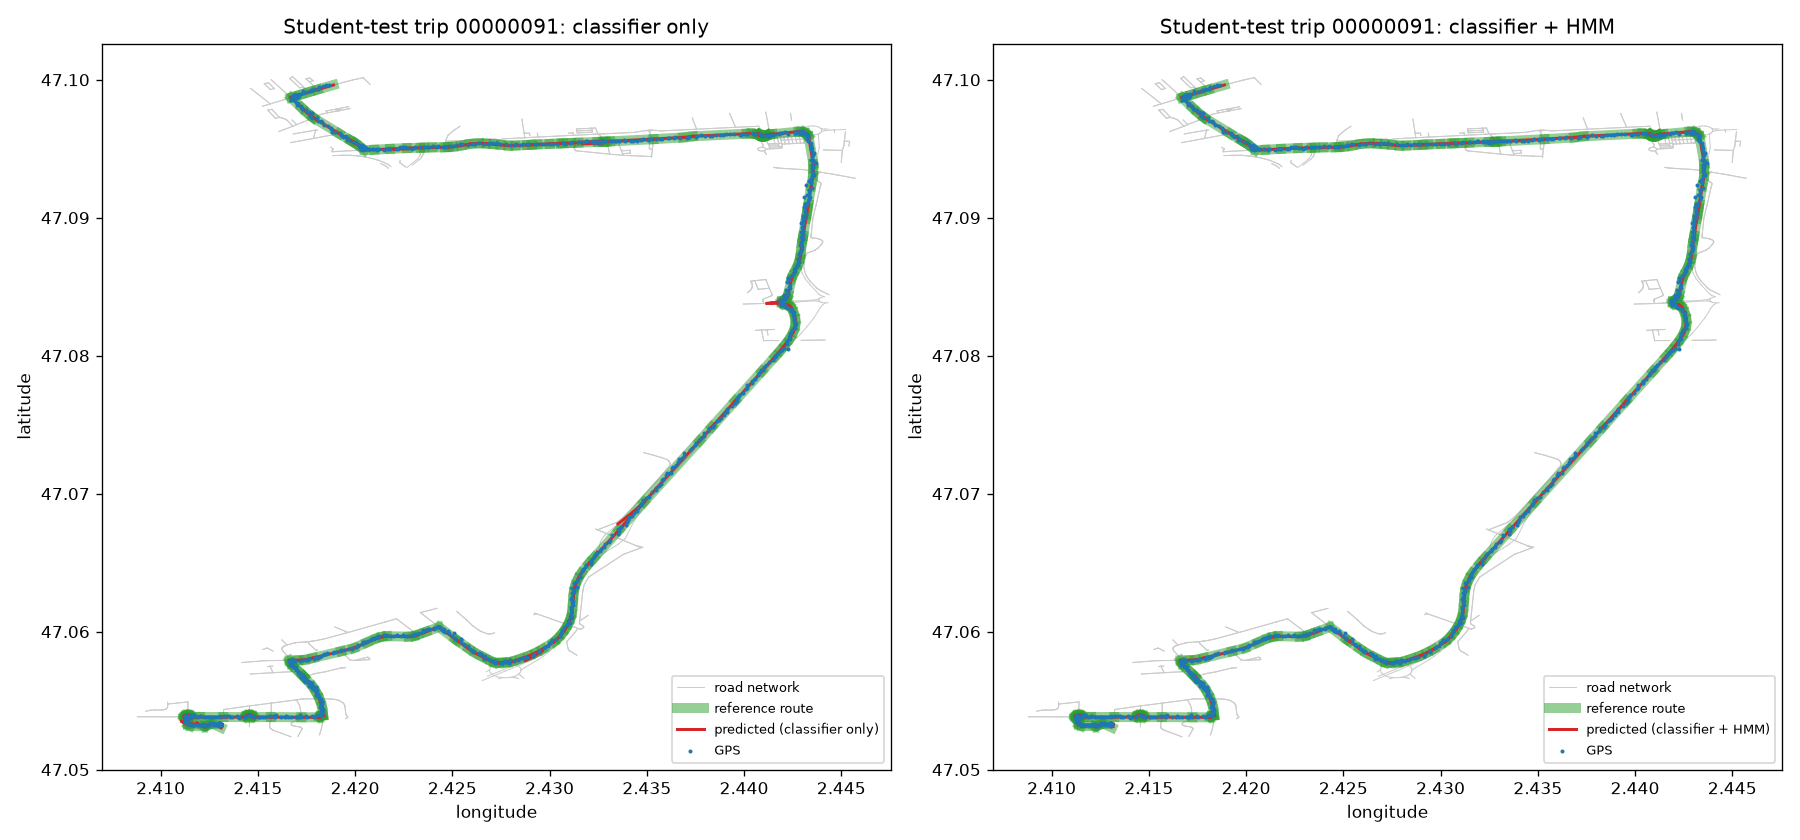 Student-test trip 00000091: classifier only
47.10
47.09
47.08
47.07
47.06
47.05
latitude
2.410 2.415 2.420 2.425 2.430 2.435 2.440 2.445
longitude
road network
reference route
predicted (classifier only)
GPS
Student-test trip 00000091: classifier + HMM
47.10
47.09
47.08
47.07
47.06
47.05
latitude
2.410 2.415 2.420 2.425 2.430 2.435 2.440 2.445
longitude
road network
reference route
predicted (classifier + HMM)
GPS